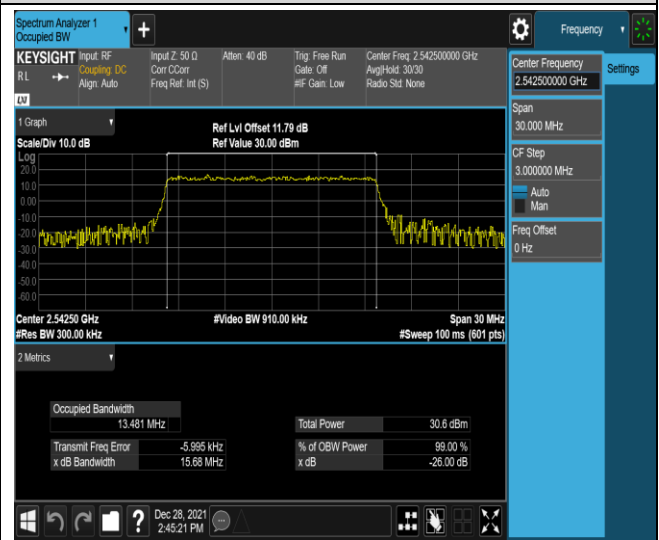 Spectrum Analyzer 1
Occupied BW
+
Frequency
KEYSIGHT
RL
LXI
Input: RF
Coupling: DC
Align: Auto
Input Z: 50 Ω
Corr CCorr
Freq Ref: Int (S)
Atten: 40 dB
Trig: Free Run
Gate: Off
#IF Gain: Low
Center Freq: 2.542500000 GHz
Avg|Hold: 30/30
Radio Std: None
Center Frequency
2.542500000 GHz
Settings
Span
30.000 MHz
CF Step
3.000000 MHz
Auto
Man
Freq Offset
0 Hz
1 Graph
Scale/Div 10.0 dB
Ref Lvl Offset 11.79 dB
Ref Value 30.00 dBm
Log
20.0
10.0
0.00
-10.0
-20.0
-30.0
-40.0
-50.0
-60.0
Center 2.54250 GHz
#Video BW 910.00 kHz
Span 30 MHz
#Res BW 300.00 kHz
#Sweep 100 ms (601 pts)
2 Metrics
Occupied Bandwidth
13.481 MHz
Total Power 30.6 dBm
Transmit Freq Error -5.995 kHz
% of OBW Power 99.00 %
x dB Bandwidth 15.68 MHz
x dB -26.00 dB
?
Dec 28, 2021
2:45:21 PM